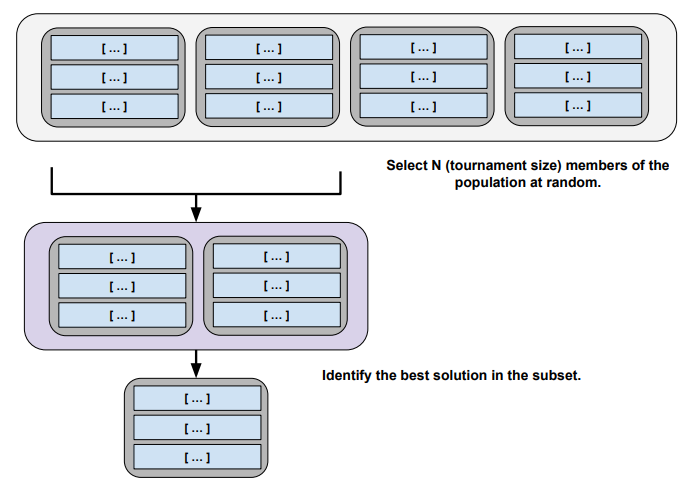 [ ... ] [ ... ] [ ... ] [ ... ]
[ ... ] [ ... ] [ ... ] [ ... ]
[ ... ] [ ... ] [ ... ] [ ... ]
Select N (tournament size) members of the
population at random.
[ ... ] [ ... ]
[ ... ] [ ... ]
[ ... ] [ ... ]
Identify the best solution in the subset.
[ ... ]
[ ... ]
[ ... ]